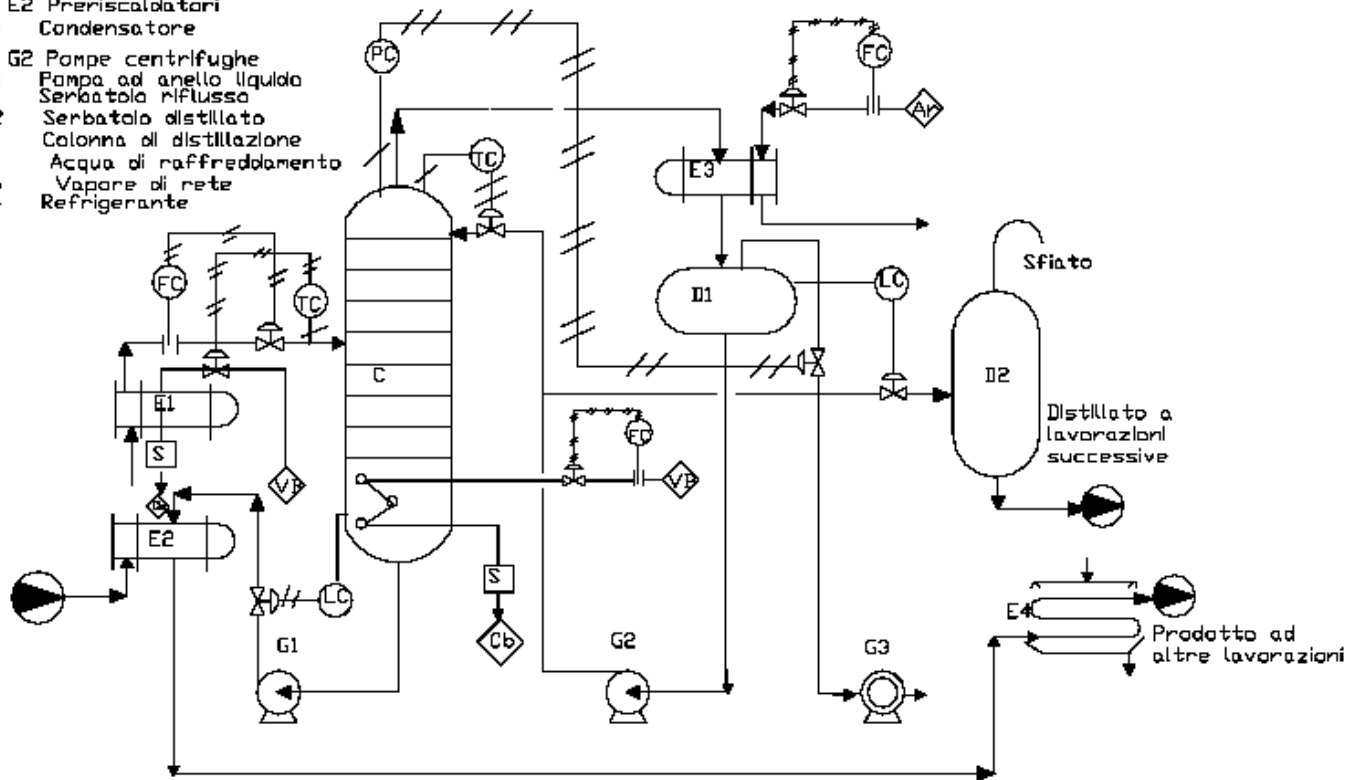 E2 Preriscaldatori
Condensatore
G2 Pompe centrifughe
Pompa ad anello liquido
Serbatoio riflusso
Serbatoio distillato
Colonna di distillazione
Acqua di raffreddamento
Vapore di rete
Refrigerante
PC
FC
Ar
TC
E3
Sfiato
FC
TC
D1
LC
C
D2
E1
Distillato a
lavorazioni
successive
FC
S
VP
VP
E2
S
LC
E4
Cb
G1
G2
G3
Prodotto ad
altre lavorazioni